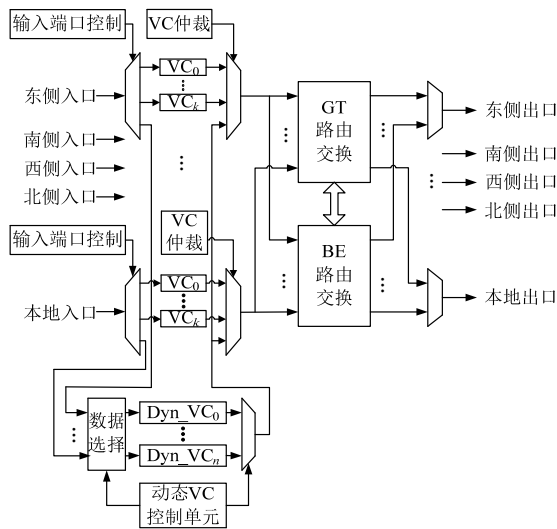 输入端口控制
VC仲裁
VC₀
VCₖ
东侧入口
南侧入口
西侧入口
北侧入口
GT
路由
交换
东侧出口
南侧出口
西侧出口
北侧出口
输入端口控制
VC
仲裁
VC₀
VCₖ
本地入口
BE
路由
交换
本地出口
数据
选择
Dyn_VC₀
Dyn_VCₙ
动态VC
控制单元